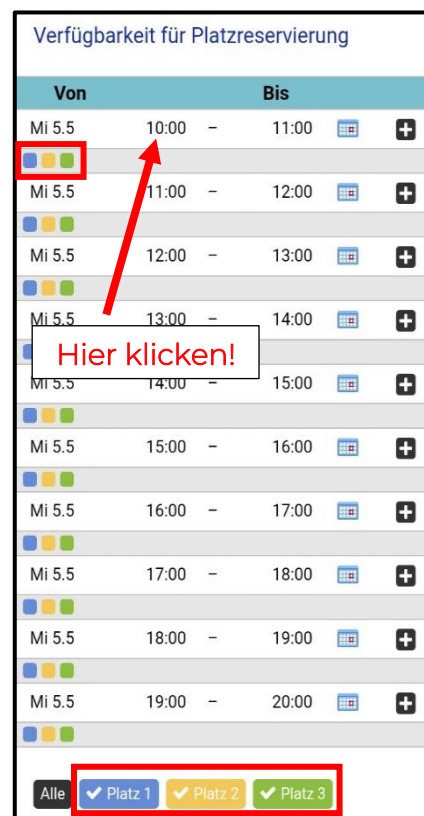 Verfügbarkeit für Platzreservierung
Von Bis
Mi 5.5 10:00 – 11:00
Mi 5.5 11:00 – 12:00
Mi 5.5 12:00 – 13:00
Mi 5.5 13:00 – 14:00
Hier klicken!
Mi 5.5 14:00 – 15:00
Mi 5.5 15:00 – 16:00
Mi 5.5 16:00 – 17:00
Mi 5.5 17:00 – 18:00
Mi 5.5 18:00 – 19:00
Mi 5.5 19:00 – 20:00
Alle Platz 1 Platz 2 Platz 3